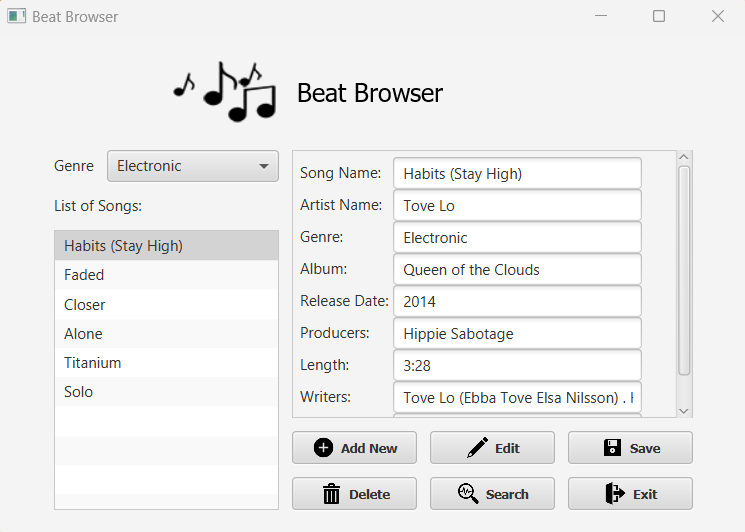 Beat Browser
Beat Browser
Genre
Electronic
List of Songs:
Habits (Stay High)
Faded
Closer
Alone
Titanium
Solo
Song Name: Habits (Stay High)
Artist Name: Tove Lo
Genre: Electronic
Album: Queen of the Clouds
Release Date: 2014
Producers: Hippie Sabotage
Length: 3:28
Writers: Tove Lo (Ebba Tove Elsa Nilsson) .
Add New Edit Save
Delete Search Exit